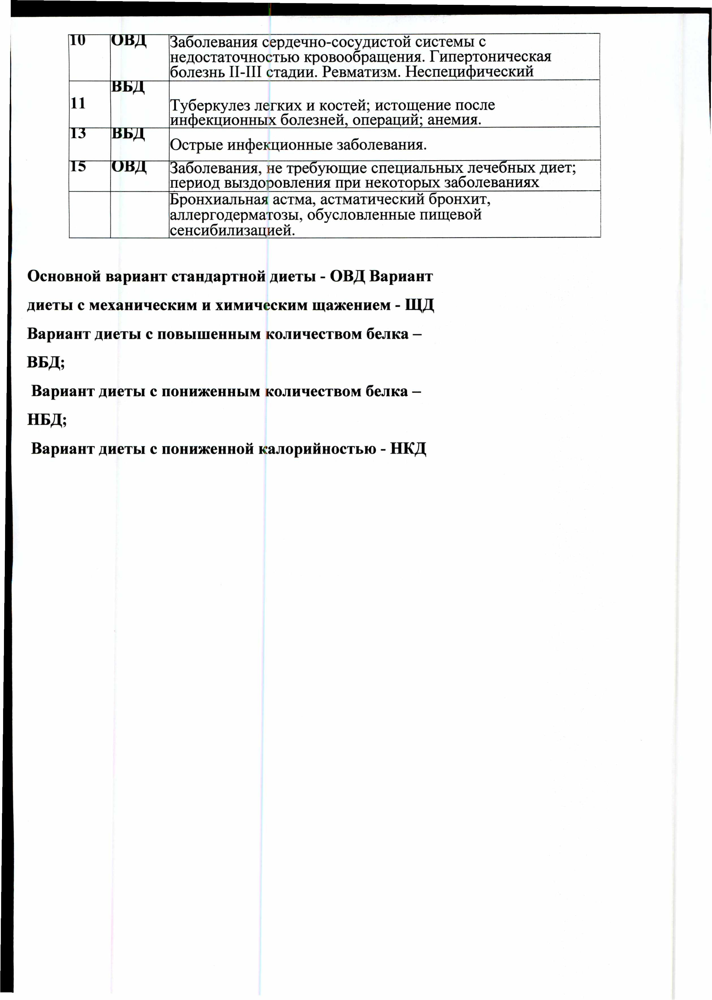 10 ОВД Заболевания сердечно-сосудистой системы с
недостаточностью кровообращения. Гипертоническая
болезнь II-III стадии. Ревматизм. Неспецифический
ВБД
11 Туберкулез легких и костей; истощение после
инфекционных болезней, операций; анемия.
13 ВБД
Острые инфекционные заболевания.
15 ОВД Заболевания, не требующие специальных лечебных диет;
период выздоровления при некоторых заболеваниях
Бронхиальная астма, астматический бронхит,
аллергодерматозы, обусловленные пищевой
сенсибилизацией.
Основной вариант стандартной диеты - ОВД Вариант
диеты с механическим и химическим щажением - ЩД
Вариант диеты с повышенным количеством белка –
ВБД;
Вариант диеты с пониженным количеством белка –
НБД;
Вариант диеты с пониженной калорийностью - НКД